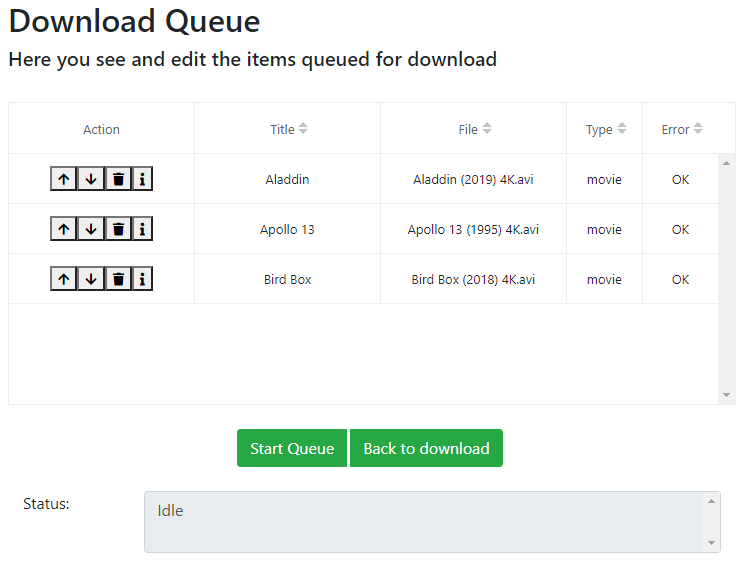 Download Queue
Here you see and edit the items queued for download
Action Title File Type Error
Aladdin Aladdin (2019) 4K.avi movie OK
Apollo 13 Apollo 13 (1995) 4K.avi movie OK
Bird Box Bird Box (2018) 4K.avi movie OK
Start Queue Back to download
Status: Idle